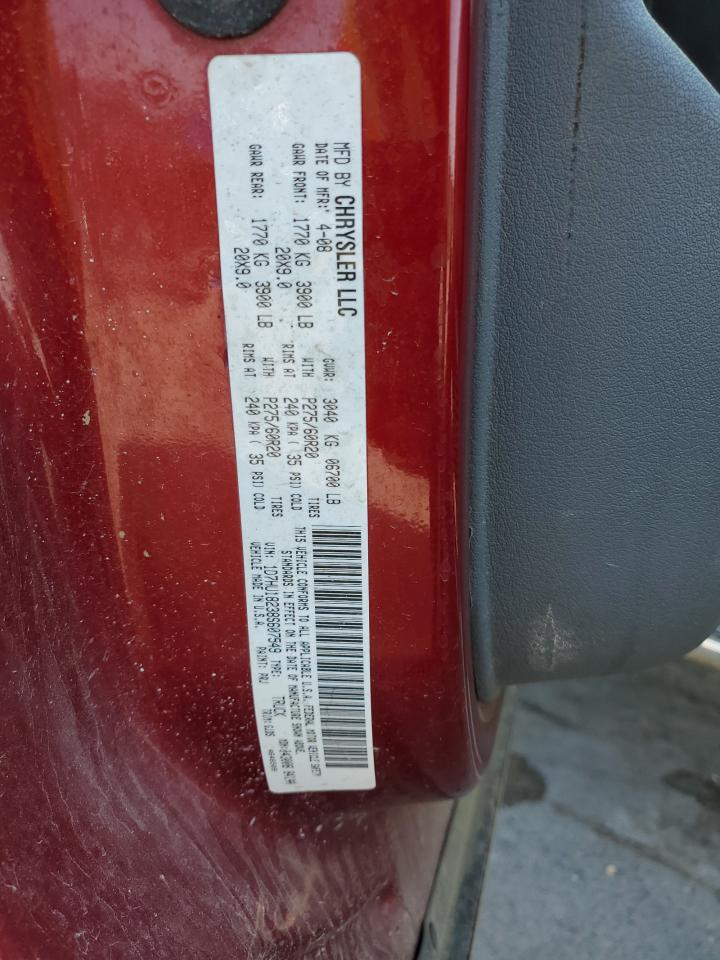 MFD BY CHRYSLER LLC
DATE OF MFR: 4-08 GVWR: 3040 KG 06700 LB
GAWR FRONT: 1770 KG 3900 LB WITH P275/60R20 TIRES
20X9.0 RIMS AT 240 KPA ( 35 PSI) COLD
GAWR REAR: 1770 KG 3900 LB WITH P275/60R20 TIRES
20X9.0 RIMS AT 240 KPA ( 35 PSI) COLD
THIS VEHICLE CONFORMS TO ALL APPLICABLE U.S.A. FEDERAL MOTOR VEHICLE SAFETY
STANDARDS IN EFFECT ON THE DATE OF MANUFACTURE SHOWN ABOVE.
VIN: 1D7HU18238S607549 TYPE: TRUCK
VEHICLE MADE IN U.S.A. PAINT: PRJ TRIM: